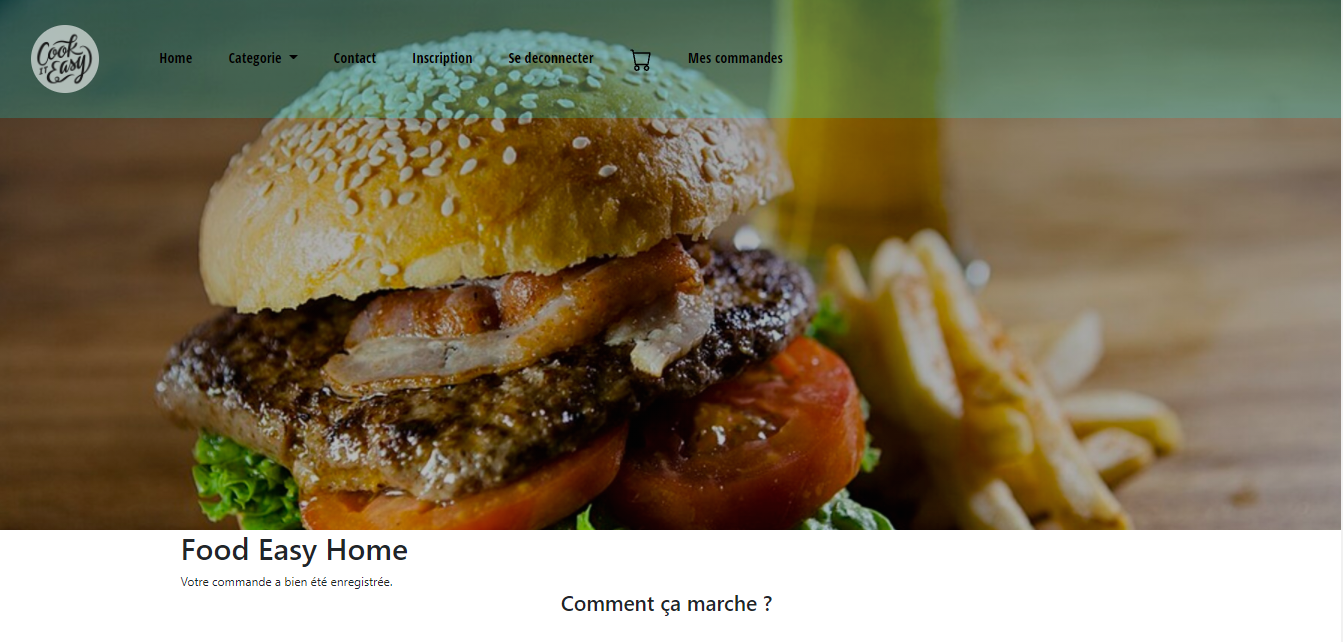 Cook
IT Easy
Home Categorie Contact Inscription Se deconnecter Mes commandes
Food Easy Home
Votre commande a bien été enregistrée.
Comment ça marche ?